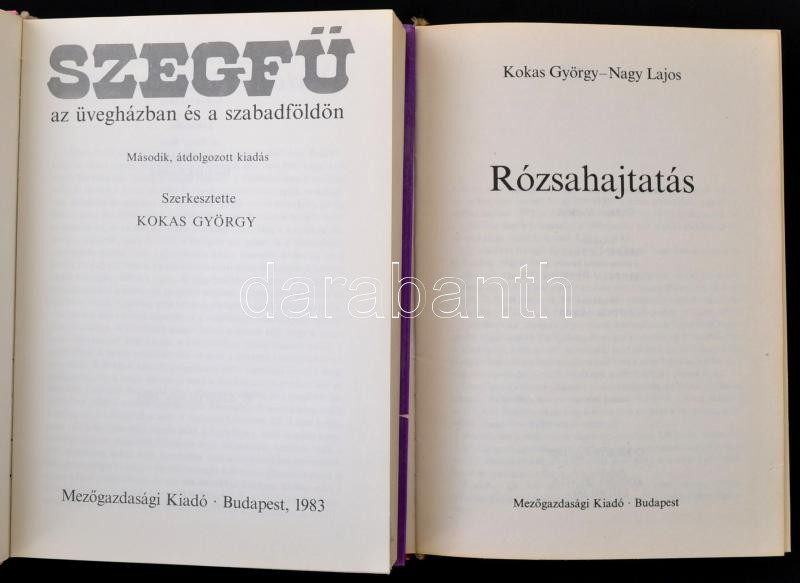 SZEGFŰ
az üvegházban és a szabadföldön
Második, átdolgozott kiadás
Szerkesztette
KOKAS GYÖRGY
Mezőgazdasági Kiadó · Budapest, 1983
Kokas György–Nagy Lajos
Rózsahajtatás
Mezőgazdasági Kiadó · Budapest
darabanth.com